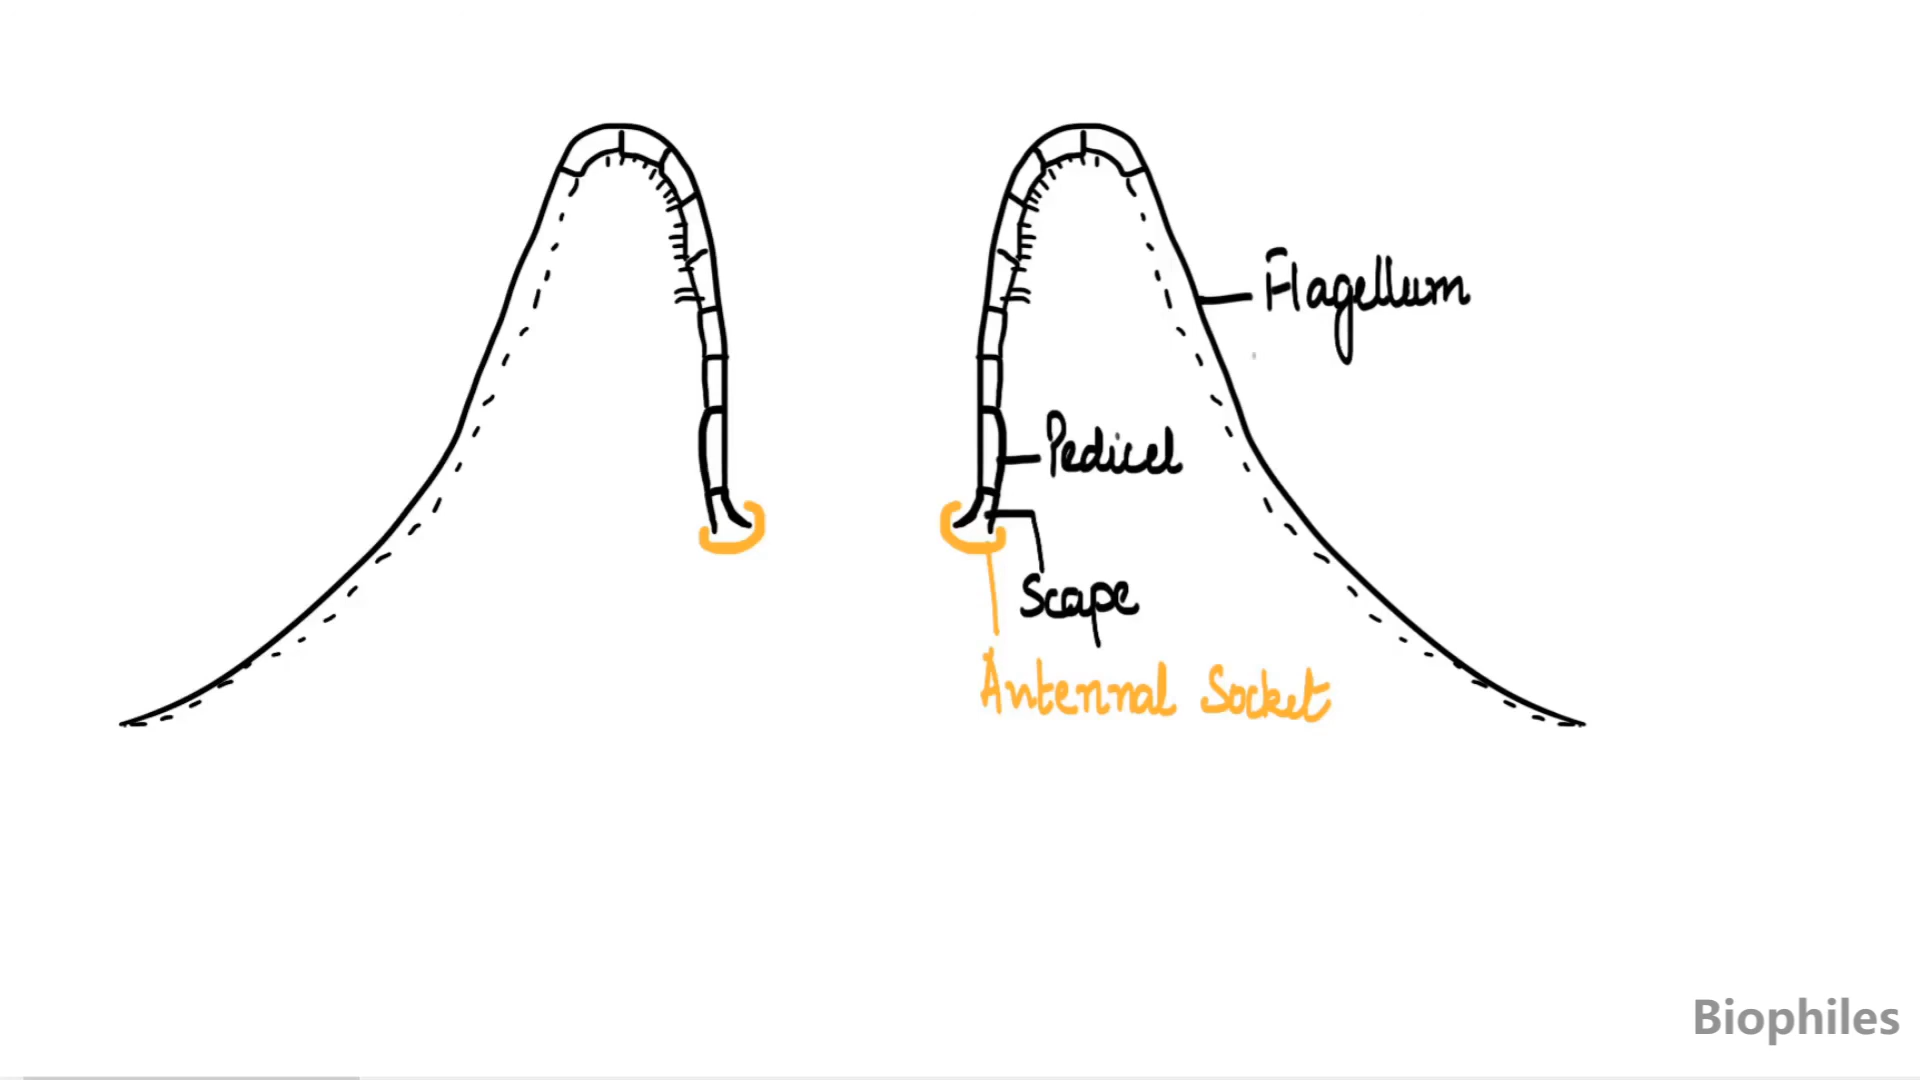 Flagellum
Pedicel
Scape
Antennal Socket
Biophiles